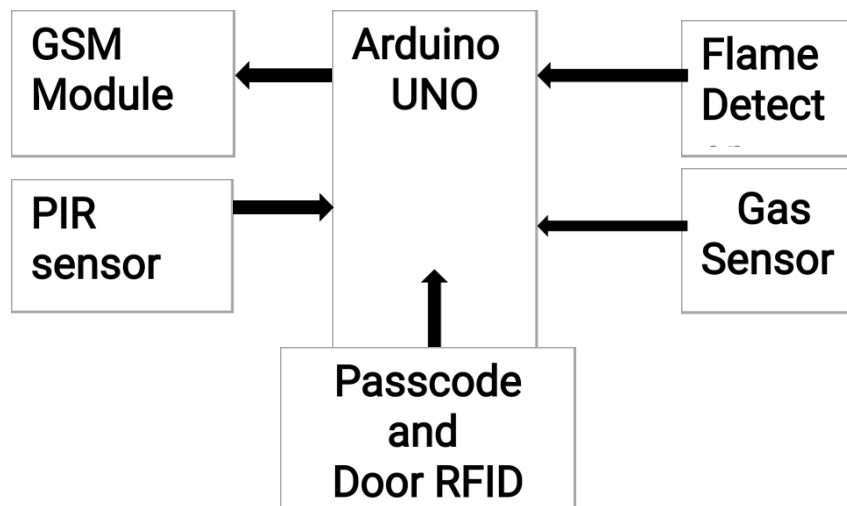 GSM
Module
Arduino
UNO
Flame
Detect
PIR
sensor
Gas
Sensor
Passcode
and
Door RFID